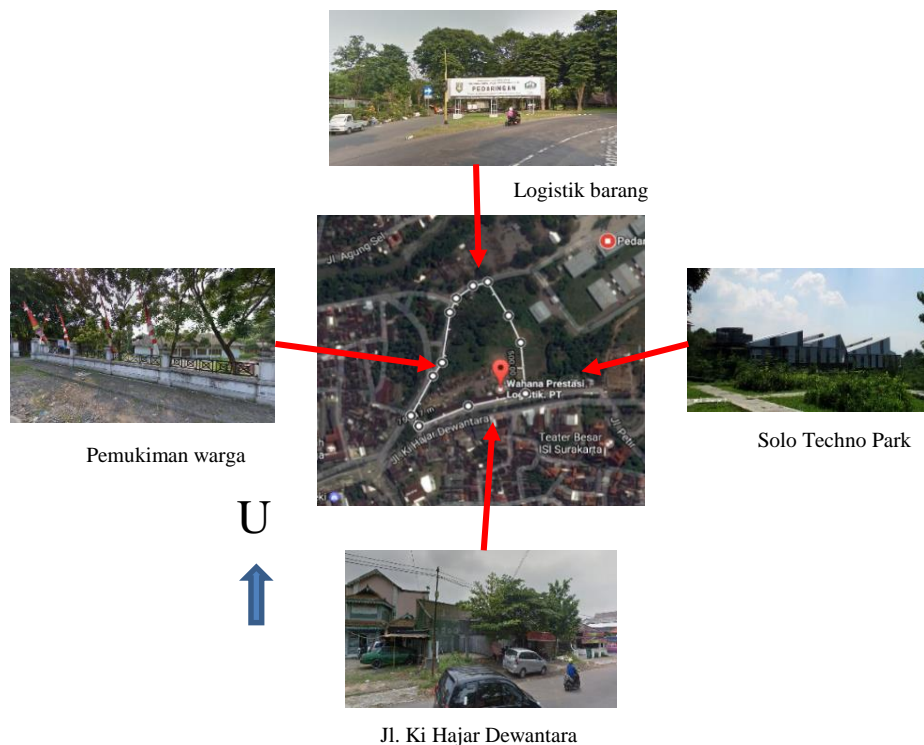 PEDARINGAN
Logistik barang
Jl. Agung Sel
Pedar
Wahana Prestasi
Logistik. PT
Jl. Ki Hajar Dewantara
Teater Besar
ISI Surakarta
Pemukiman warga
Solo Techno Park
U
Jl. Ki Hajar Dewantara